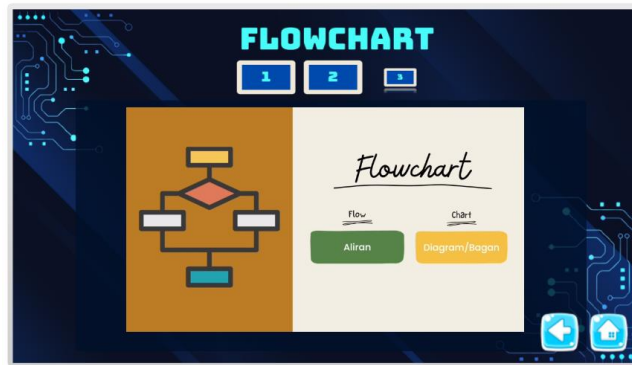 FLOWCHART
1 2 3
Flowchart
Flow Chart
Aliran Diagram/Bagan